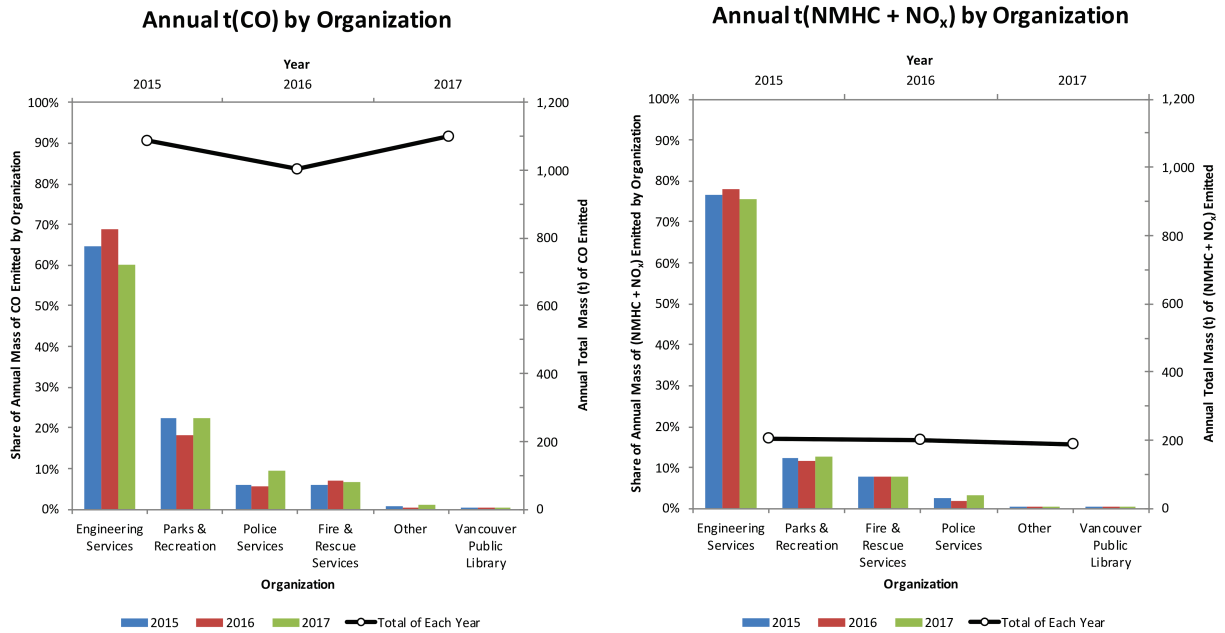 Annual t(CO) by Organization
Year
2015 2016 2017
100%
90%
80%
70%
60%
50%
40%
30%
20%
10%
0%
Share of Annual Mass of CO Emitted by Organization
1,200
1,000
800
600
400
200
0
Annual Total Mass (t) of CO Emitted
Engineering Services
Parks & Recreation
Police Services
Fire & Rescue Services
Other
Vancouver Public Library
Organization
2015 2016 2017 Total of Each Year
Annual t(NMHC + NOx) by Organization
Year
2015 2016 2017
100%
90%
80%
70%
60%
50%
40%
30%
20%
10%
0%
Share of Annual Mass of (NMHC + NOx) Emitted by Organization
1,200
1,000
800
600
400
200
0
Annual Total Mass (t) of (NMHC + NOx) Emitted
Engineering Services
Parks & Recreation
Fire & Rescue Services
Police Services
Other
Vancouver Public Library
Organization
2015 2016 2017 Total of Each Year